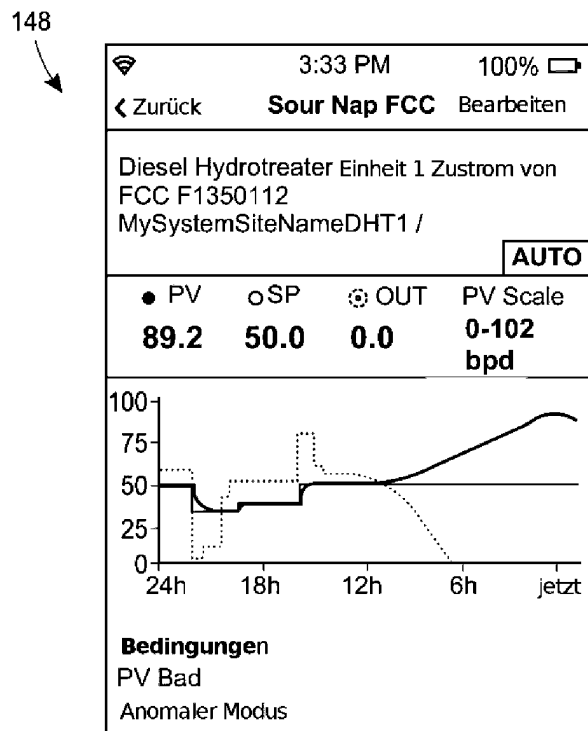 148
3:33 PM 100%
Zurück Sour Nap FCC Bearbeiten
Diesel Hydrotreater Einheit 1 Zustrom von
FCC F1350112
MySystemSiteNameDHT1 /
AUTO
PV SP OUT PV Scale
89.2 50.0 0.0 0-102
bpd
100
75
50
25
0
24h 18h 12h 6h jetzt
Bedingungen
PV Bad
Anomaler Modus